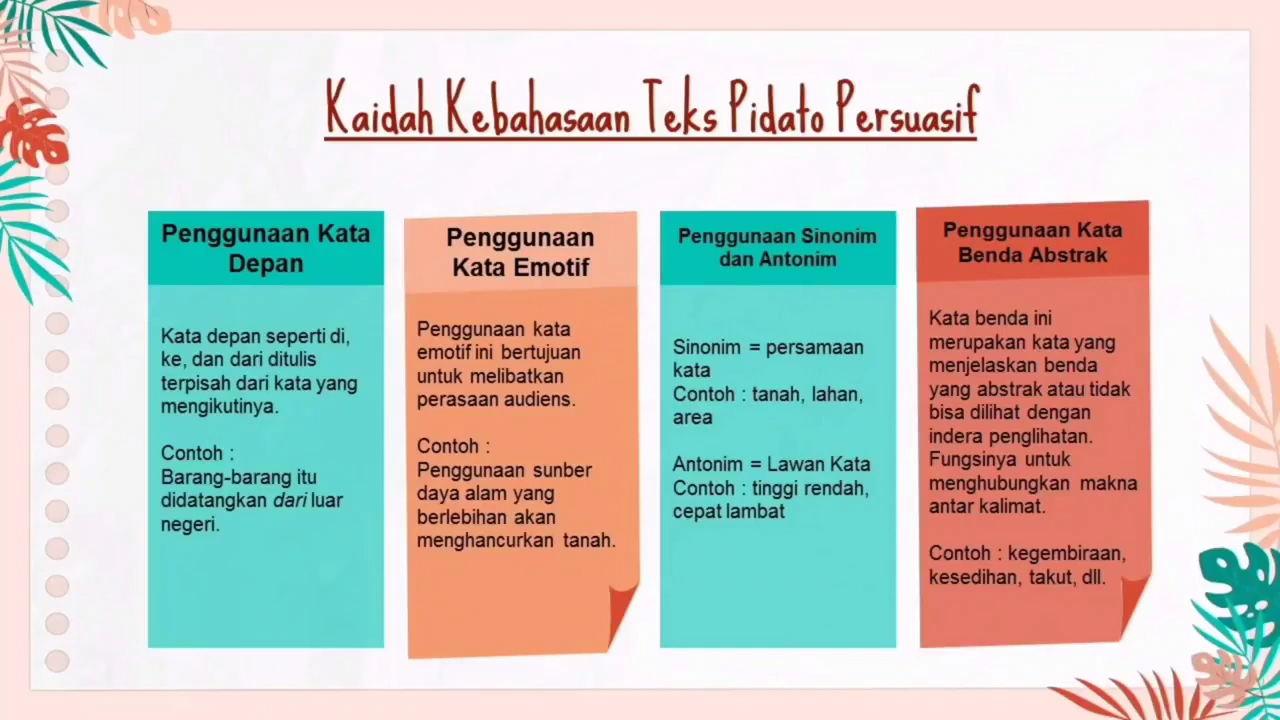 Kaidah Kebahasaan Teks Pidato Persuasif
Penggunaan Kata
Depan
Kata depan seperti di,
ke, dan dari ditulis
terpisah dari kata yang
mengikutinya.
Contoh :
Barang-barang itu
didatangkan dari luar
negeri.
Penggunaan
Kata Emotif
Penggunaan kata
emotif ini bertujuan
untuk melibatkan
perasaan audiens.
Contoh :
Penggunaan sunber
daya alam yang
berlebihan akan
menghancurkan tanah.
Penggunaan Sinonim
dan Antonim
Sinonim = persamaan
kata
Contoh : tanah, lahan,
area
Antonim = Lawan Kata
Contoh : tinggi rendah,
cepat lambat
Penggunaan Kata
Benda Abstrak
Kata benda ini
merupakan kata yang
menjelaskan benda
yang abstrak atau tidak
bisa dilihat dengan
indera penglihatan.
Fungsinya untuk
menghubungkan makna
antar kalimat.
Contoh : kegembiraan,
kesedihan, takut, dll.